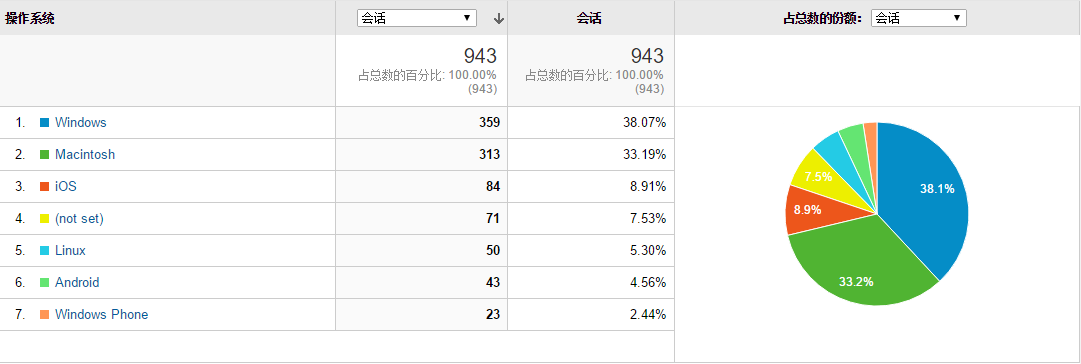 操作系统 会话 会话 占总数的份额： 会话
943 943
占总数的百分比: 100.00% 占总数的百分比: 100.00%
(943) (943)
1. Windows 359 38.07%
2. Macintosh 313 33.19%
3. iOS 84 8.91%
4. (not set) 71 7.53%
5. Linux 50 5.30%
6. Android 43 4.56%
7. Windows Phone 23 2.44%
38.1%
33.2%
8.9%
7.5%